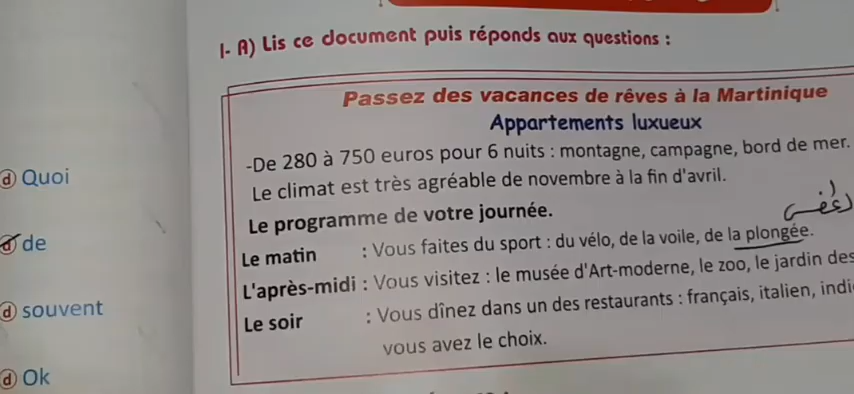 I- A) Lis ce document puis réponds aux questions :
Passez des vacances de rêves à la Martinique
Appartements luxueux
-De 280 à 750 euros pour 6 nuits : montagne, campagne, bord de mer.
Le climat est très agréable de novembre à la fin d'avril.
Le programme de votre journée.
Le matin : Vous faites du sport : du vélo, de la voile, de la plongée.
L'après-midi : Vous visitez : le musée d'Art-moderne, le zoo, le jardin des
Le soir : Vous dînez dans un des restaurants : français, italien,
vous avez le choix.
d Quoi
d de
d souvent
d Ok